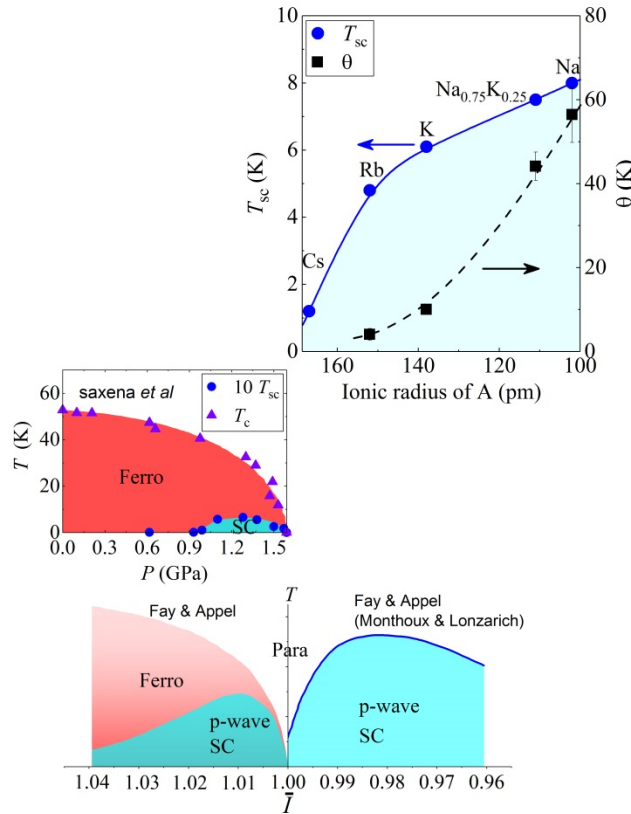 T_sc
θ
Na
Na0.75K0.25
K
Rb
Cs
10
8
6
4
2
0
T_sc (K)
80
60
40
20
0
θ (K)
160
140
120
100
Ionic radius of A (pm)
saxena et al
10 T_sc
T_c
Ferro
SC
60
40
20
0
T (K)
0.0
0.3
0.6
0.9
1.2
1.5
P (GPa)
T
Fay & Appel
Fay & Appel
(Monthoux & Lonzarich)
Para
Ferro
p-wave
SC
p-wave
SC
1.04
1.03
1.02
1.01
1.00
0.99
0.98
0.97
0.96
Ī